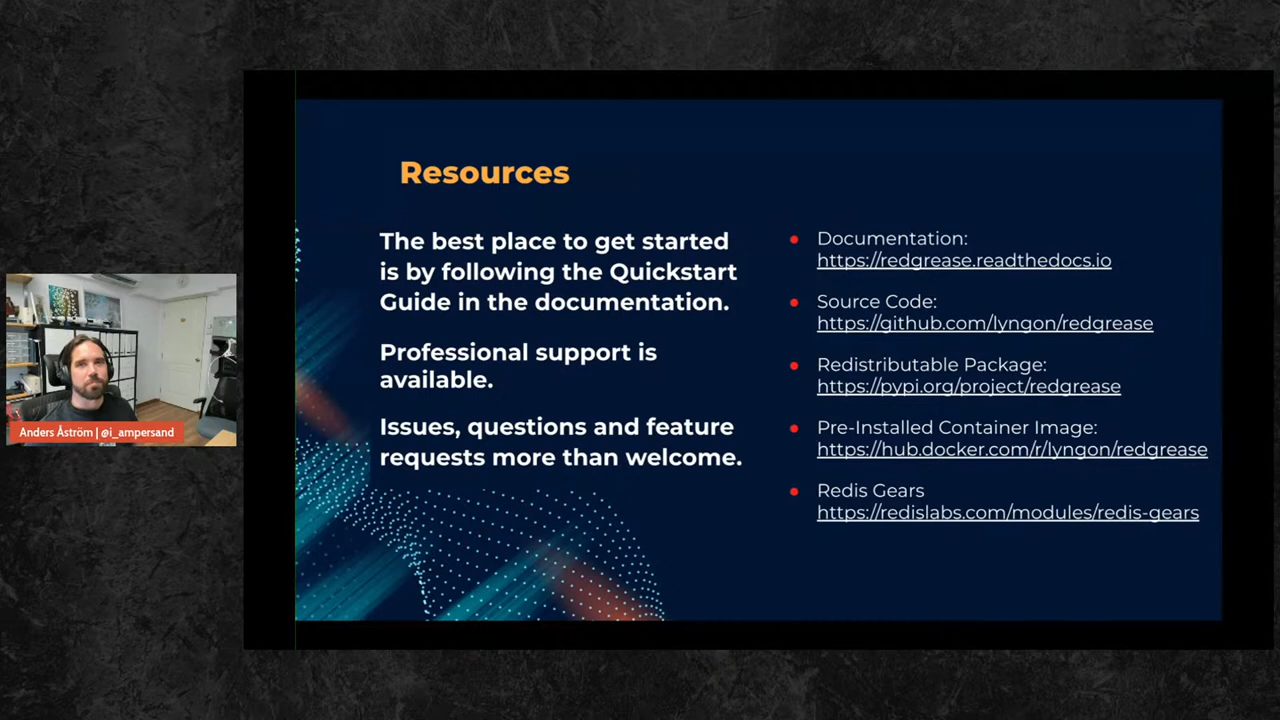 Resources
The best place to get started
is by following the Quickstart
Guide in the documentation.
Professional support is
available.
Issues, questions and feature
requests more than welcome.
Documentation:
https://redgrease.readthedocs.io
Source Code:
https://github.com/lyngon/redgrease
Redistributable Package:
https://pypi.org/project/redgrease
Pre-Installed Container Image:
https://hub.docker.com/r/lyngon/redgrease
Redis Gears
https://redislabs.com/modules/redis-gears
Anders Åström | @i_ampersand